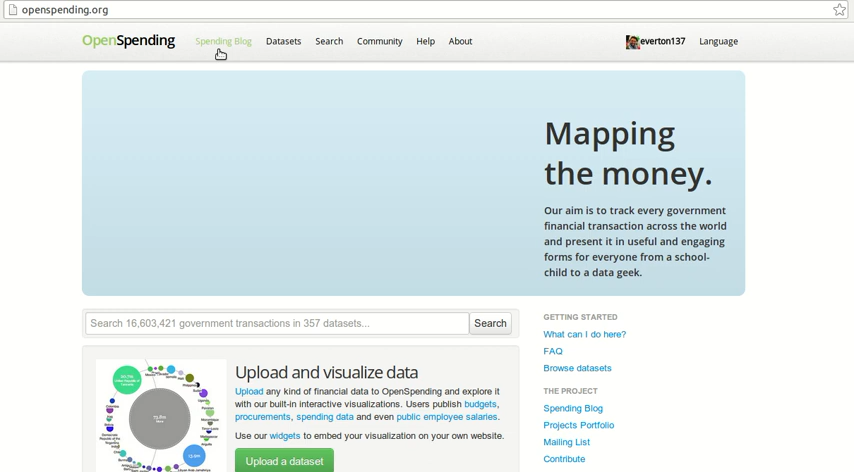 openspending.org
OpenSpending Spending Blog Datasets Search Community Help About everton137 Language
Mapping
the money.
Our aim is to track every government
financial transaction across the world
and present it in useful and engaging
forms for everyone from a school-
child to a data geek.
Search 16,603,421 government transactions in 357 datasets... Search
Upload and visualize data
Upload any kind of financial data to OpenSpending and explore it
with our built-in interactive visualizations. Users publish budgets,
procurements, spending data and even public employee salaries.
Use our widgets to embed your visualization on your own website.
Upload a dataset
GETTING STARTED
What can I do here?
FAQ
Browse datasets
THE PROJECT
Spending Blog
Projects Portfolio
Mailing List
Contribute